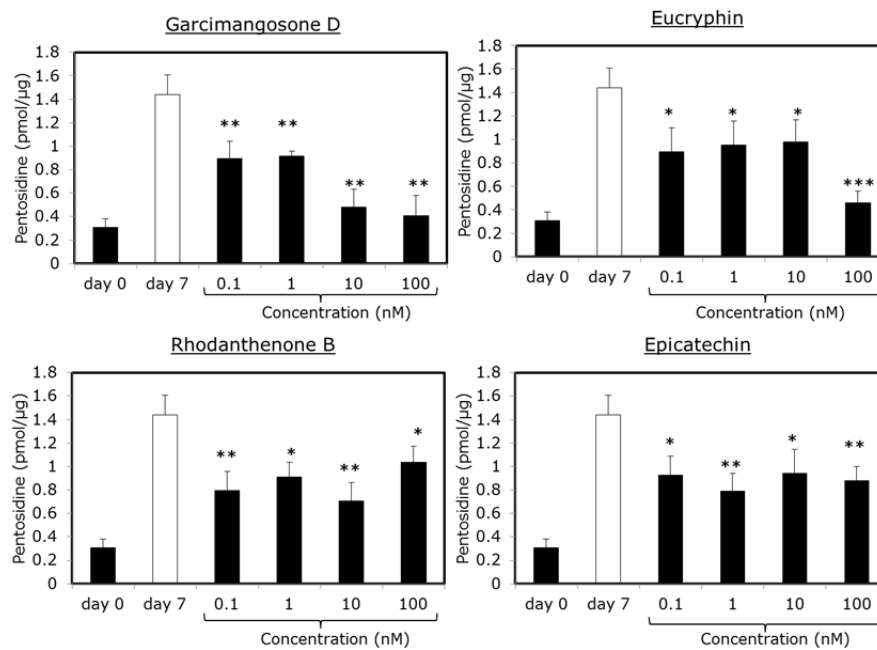 Garcimangosone D
Pentosidine (pmol/µg)
1.8
1.6
1.4
1.2
1
0.8
0.6
0.4
0.2
0
** ** ** **
day 0 day 7 0.1 1 10 100
Concentration (nM)
Eucryphin
Pentosidine (pmol/µg)
1.8
1.6
1.4
1.2
1
0.8
0.6
0.4
0.2
0
* * * ***
day 0 day 7 0.1 1 10 100
Concentration (nM)
Rhodanthenone B
Pentosidine (pmol/µg)
1.8
1.6
1.4
1.2
1
0.8
0.6
0.4
0.2
0
** * ** *
day 0 day 7 0.1 1 10 100
Concentration (nM)
Epicatechin
Pentosidine (pmol/µg)
1.8
1.6
1.4
1.2
1
0.8
0.6
0.4
0.2
0
* ** * **
day 0 day 7 0.1 1 10 100
Concentration (nM)